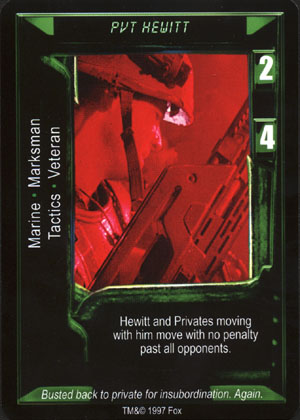 PVT HEWITT
2
4
Marine • Marksman
Tactics • Veteran
Hewitt and Privates moving
with him move with no penalty
past all opponents.
Busted back to private for insubordination. Again.
TM&© 1997 Fox